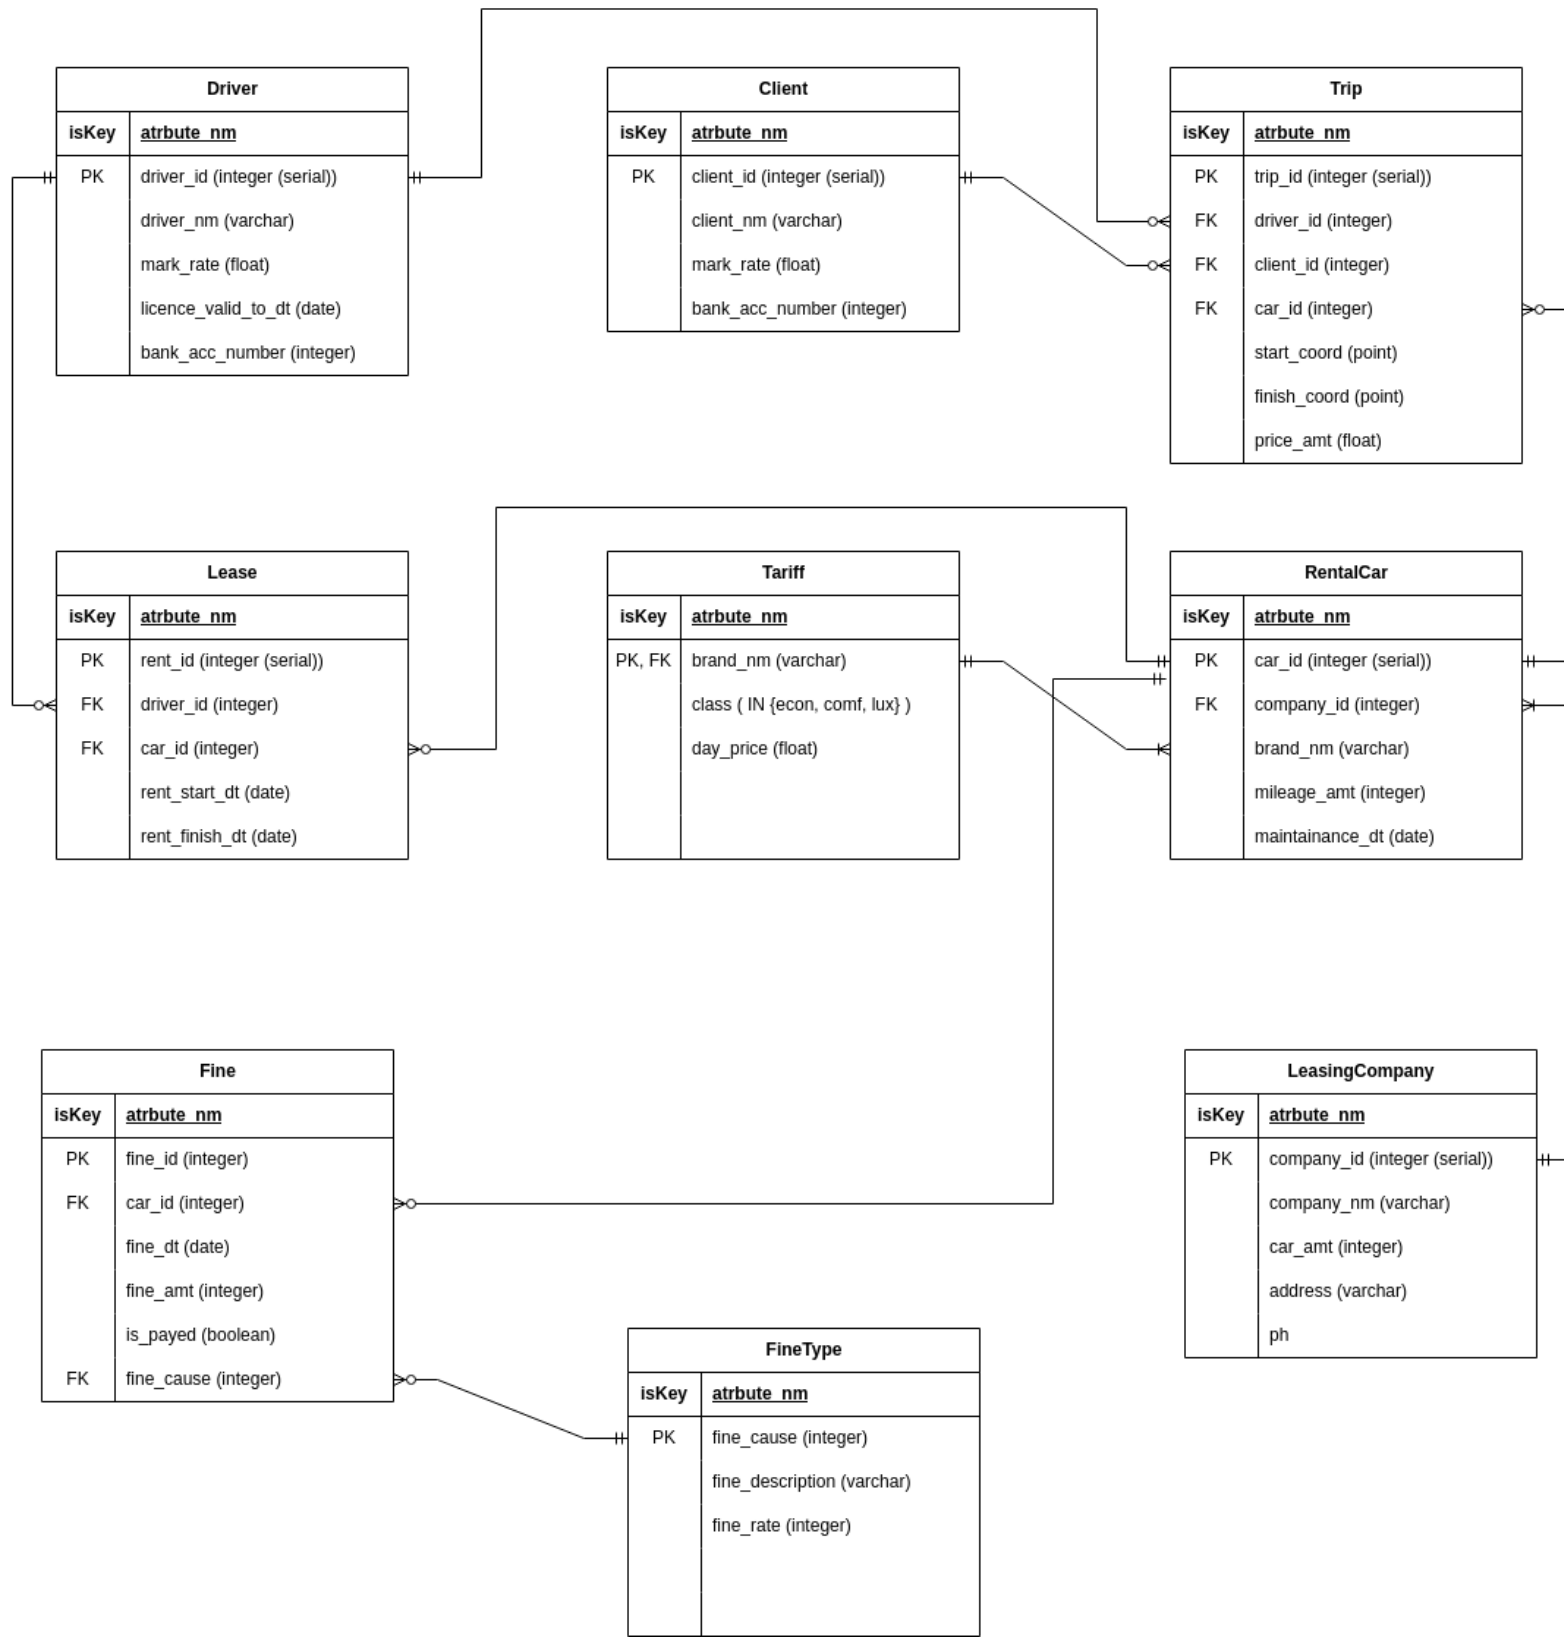 Driver
isKey atrbute_nm
PK driver_id (integer (serial))
driver_nm (varchar)
mark_rate (float)
licence_valid_to_dt (date)
bank_acc_number (integer)
Client
isKey atrbute_nm
PK client_id (integer (serial))
client_nm (varchar)
mark_rate (float)
bank_acc_number (integer)
Trip
isKey atrbute_nm
PK trip_id (integer (serial))
FK driver_id (integer)
FK client_id (integer)
FK car_id (integer)
start_coord (point)
finish_coord (point)
price_amt (float)
Lease
isKey atrbute_nm
PK rent_id (integer (serial))
FK driver_id (integer)
FK car_id (integer)
rent_start_dt (date)
rent_finish_dt (date)
Tariff
isKey atrbute_nm
PK, FK brand_nm (varchar)
class ( IN {econ, comf, lux} )
day_price (float)
RentalCar
isKey atrbute_nm
PK car_id (integer (serial))
FK company_id (integer)
brand_nm (varchar)
mileage_amt (integer)
maintainance_dt (date)
Fine
isKey atrbute_nm
PK fine_id (integer)
FK car_id (integer)
fine_dt (date)
fine_amt (integer)
is_payed (boolean)
FK fine_cause (integer)
FineType
isKey atrbute_nm
PK fine_cause (integer)
fine_description (varchar)
fine_rate (integer)
LeasingCompany
isKey atrbute_nm
PK company_id (integer (serial))
company_nm (varchar)
car_amt (integer)
address (varchar)
ph